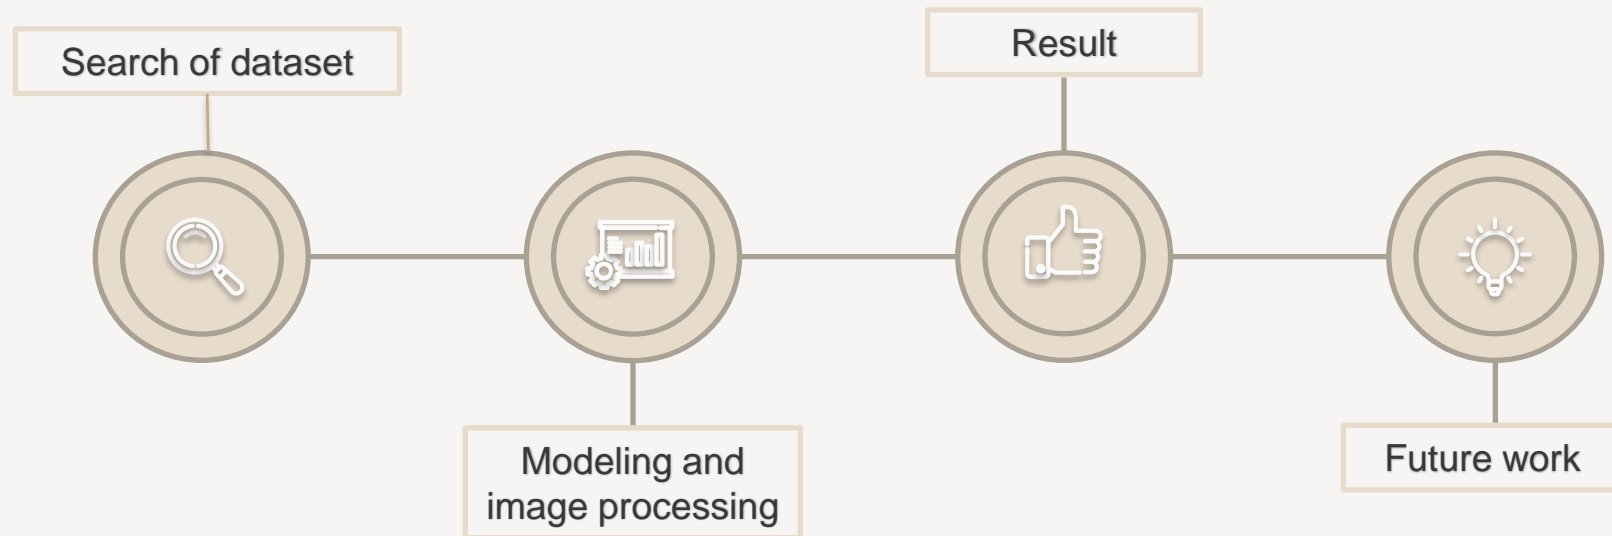 Search of dataset
Modeling and
image processing
Result
Future work